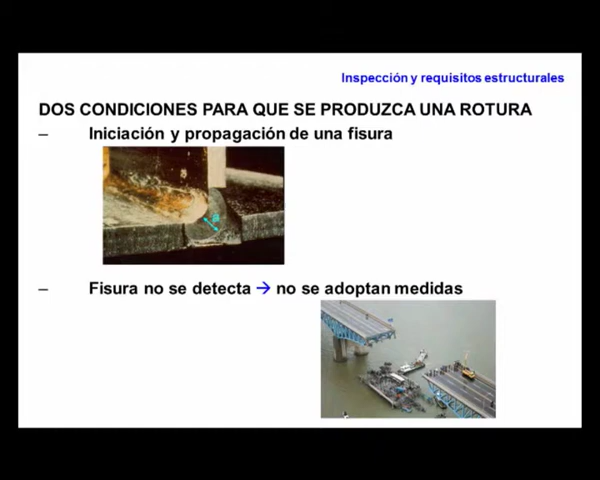 Inspección y requisitos estructurales
DOS CONDICIONES PARA QUE SE PRODUZCA UNA ROTURA
– Iniciación y propagación de una fisura
a
– Fisura no se detecta → no se adoptan medidas